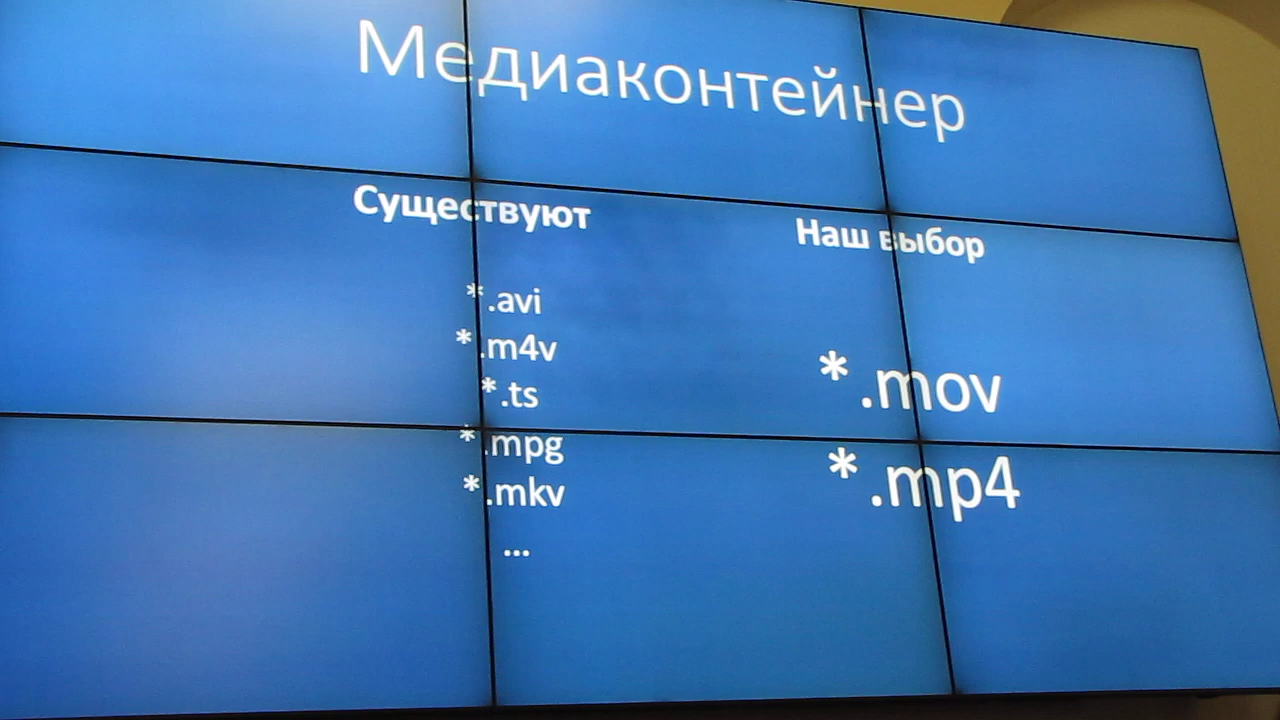 Медиаконтейнер
Существуют
*.avi
*.m4v
*.ts
*.mpg
*.mkv
...
Наш выбор
*.mov
*.mp4